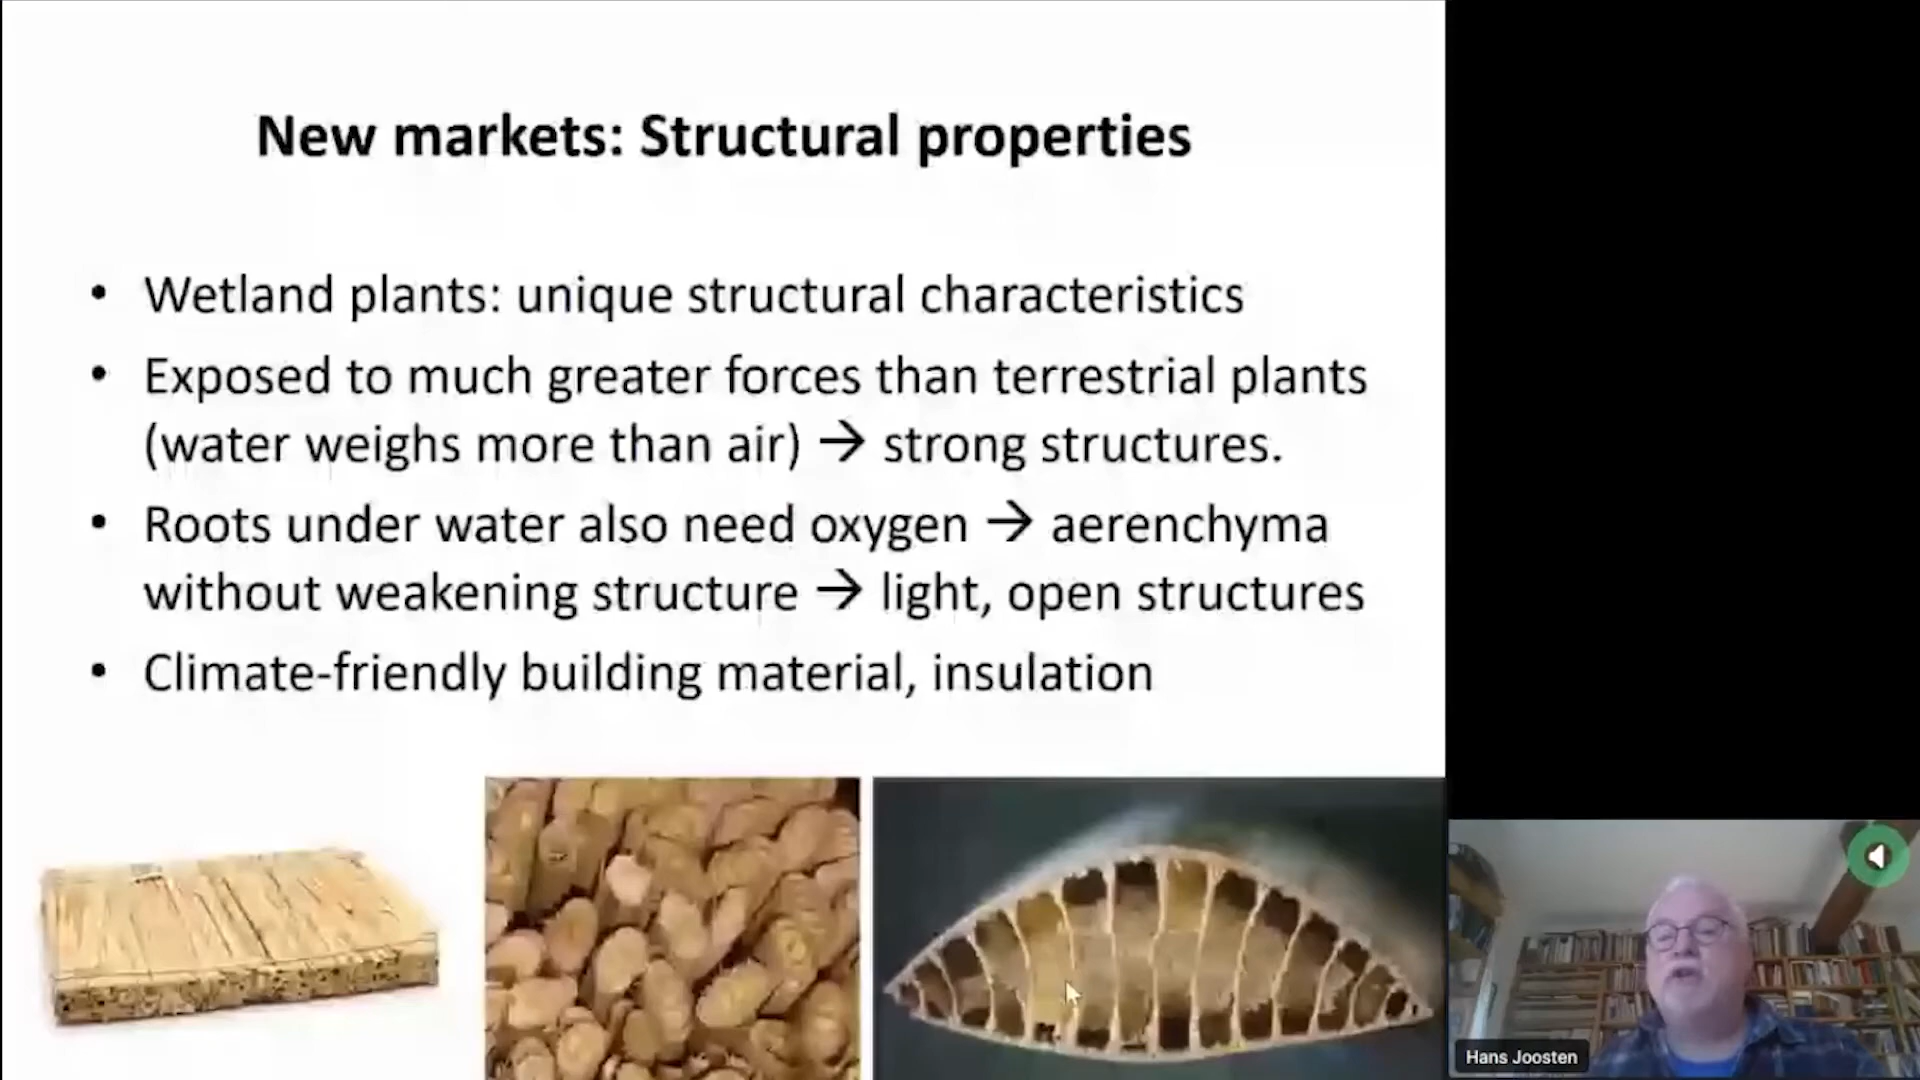 New markets: Structural properties
• Wetland plants: unique structural characteristics
• Exposed to much greater forces than terrestrial plants
(water weighs more than air) → strong structures.
• Roots under water also need oxygen → aerenchyma
without weakening structure → light, open structures
• Climate-friendly building material, insulation
Hans Joosten